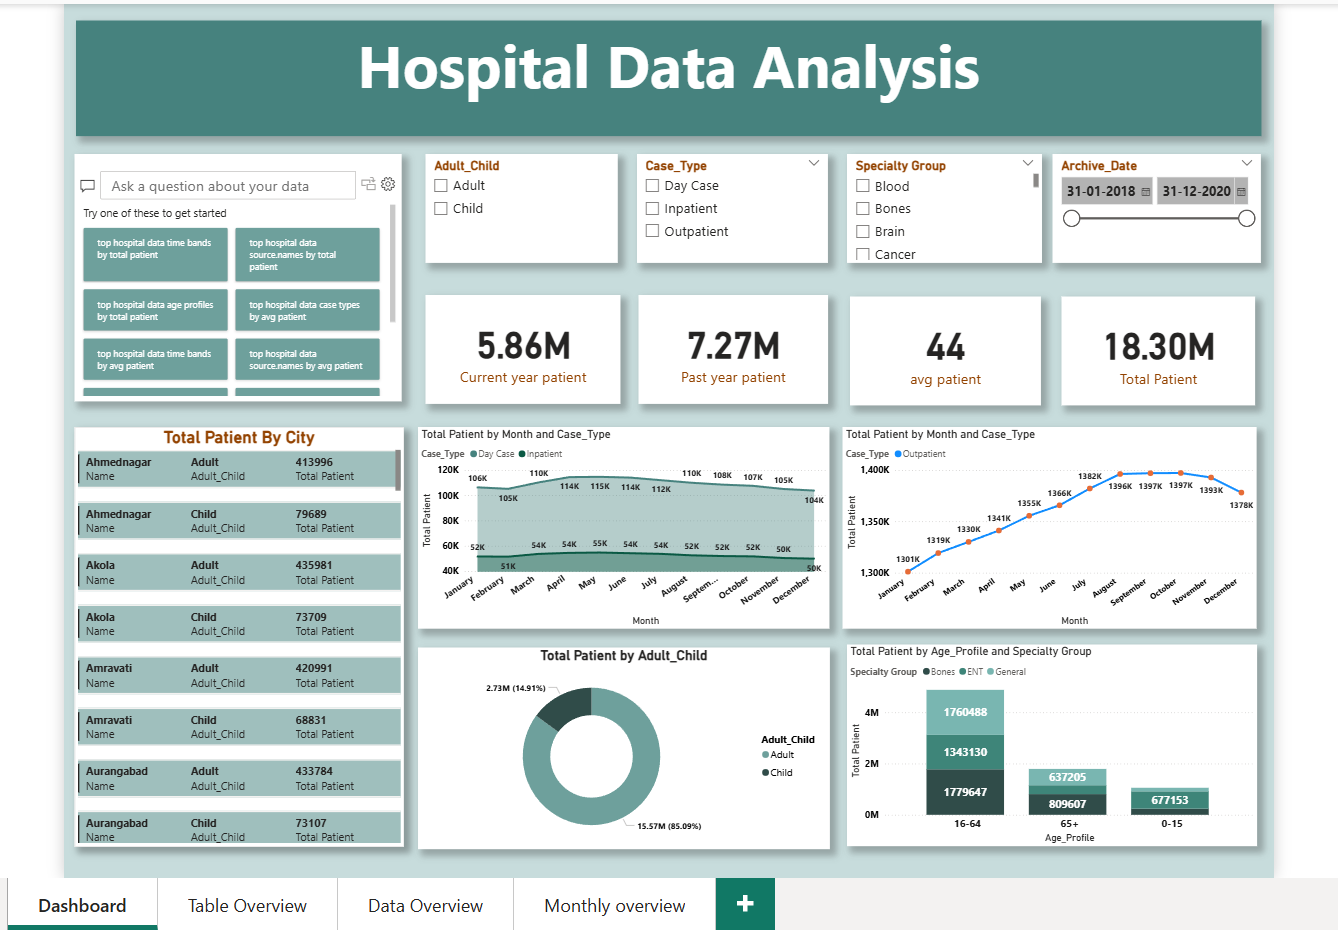 Hospital Data Analysis
Ask a question about your data
Try one of these to get started
top hospital data time bands
by total patient
top hospital data
source.names by total
patient
top hospital data age profiles
by total patient
top hospital data case types
by avg patient
top hospital data time bands
by avg patient
top hospital data
source.names by avg patient
Adult_Child
Adult
Child
Case_Type
Day Case
Inpatient
Outpatient
Specialty Group
Blood
Bones
Brain
Cancer
Archive_Date
31-01-2018
31-12-2020
5.86M
Current year patient
7.27M
Past year patient
44
avg patient
18.30M
Total Patient
Total Patient By City
Ahmednagar Adult 413996
Name Adult_Child Total Patient
Ahmednagar Child 79689
Name Adult_Child Total Patient
Akola Adult 435981
Name Adult_Child Total Patient
Akola Child 73709
Name Adult_Child Total Patient
Amravati Adult 420991
Name Adult_Child Total Patient
Amravati Child 68831
Name Adult_Child Total Patient
Aurangabad Adult 433784
Name Adult_Child Total Patient
Aurangabad Child 73107
Name Adult_Child Total Patient
Total Patient by Month and Case_Type
Case_Type Day Case Inpatient
Total Patient
120K
100K
80K
60K
40K
106K 105K 110K 114K 115K 114K 112K 110K 108K 107K 105K 104K
52K 51K 54K 54K 55K 54K 54K 52K 52K 52K 50K 50K
January February March April May June July August Septem... October November December
Month
Total Patient by Month and Case_Type
Case_Type Outpatient
Total Patient
1,400K
1,350K
1,300K
1301K 1319K 1330K 1341K 1355K 1366K 1382K 1396K 1397K 1397K 1393K 1378K
January February March April May June July August September October November December
Month
Total Patient by Adult_Child
2.73M (14.91%)
15.57M (85.09%)
Adult_Child
Adult
Child
Total Patient by Age_Profile and Specialty Group
Specialty Group Bones ENT General
Total Patient
4M
2M
0M
1760488
1343130
1779647
637205
809607
677153
16-64 65+ 0-15
Age_Profile
Dashboard Table Overview Data Overview Monthly overview +